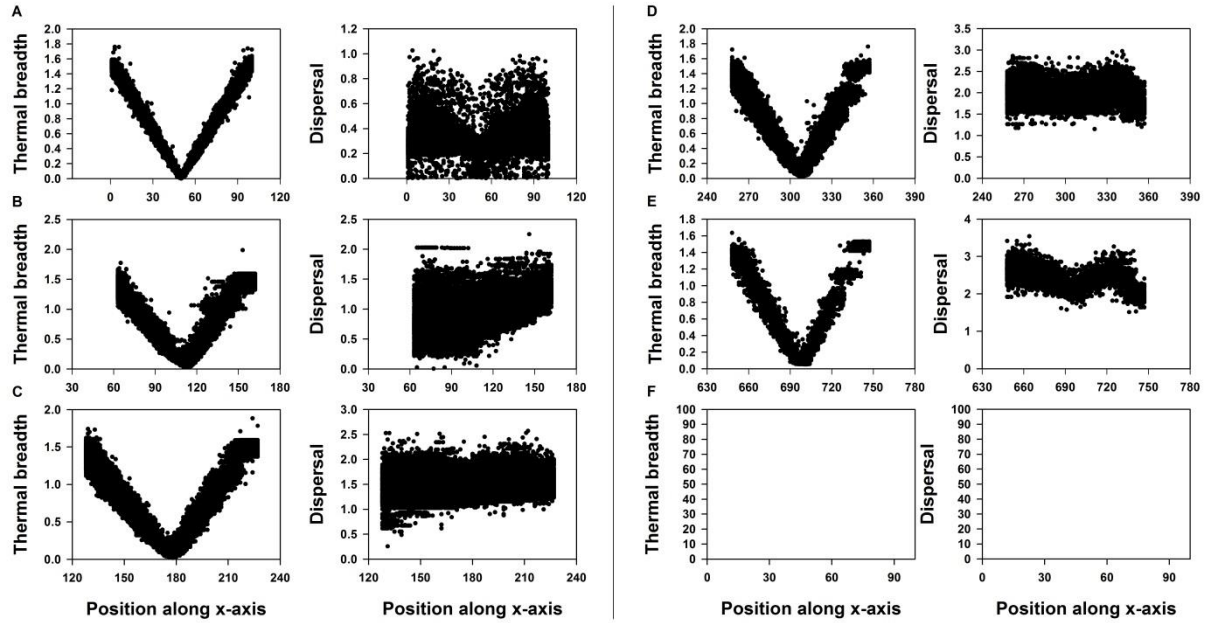 A
Thermal breadth
2.0
1.8
1.6
1.4
1.2
1.0
0.8
0.6
0.4
0.2
0.0
0 30 60 90 120
Dispersal
1.2
1.0
0.8
0.6
0.4
0.2
0.0
0 30 60 90 120
B
Thermal breadth
2.5
2.0
1.5
1.0
0.5
0.0
30 60 90 120 150 180
Dispersal
2.5
2.0
1.5
1.0
0.5
0.0
30 60 90 120 150 180
C
Thermal breadth
2.0
1.5
1.0
0.5
0.0
120 150 180 210 240
Position along x-axis
Dispersal
3.0
2.5
2.0
1.5
1.0
0.5
0.0
120 150 180 210 240
Position along x-axis
D
Thermal breadth
2.0
1.8
1.6
1.4
1.2
1.0
0.8
0.6
0.4
0.2
0.0
240 270 300 330 360 390
Dispersal
3.5
3.0
2.5
2.0
1.5
1.0
0.5
0.0
240 270 300 330 360 390
E
Thermal breadth
1.8
1.6
1.4
1.2
1.0
0.8
0.6
0.4
0.2
0.0
630 660 690 720 750 780
Dispersal
4
3
2
1
0
630 660 690 720 750 780
F
Thermal breadth
100
90
80
70
60
50
40
30
20
10
0
0 30 60 90
Position along x-axis
Dispersal
100
90
80
70
60
50
40
30
20
10
0
0 30 60 90
Position along x-axis